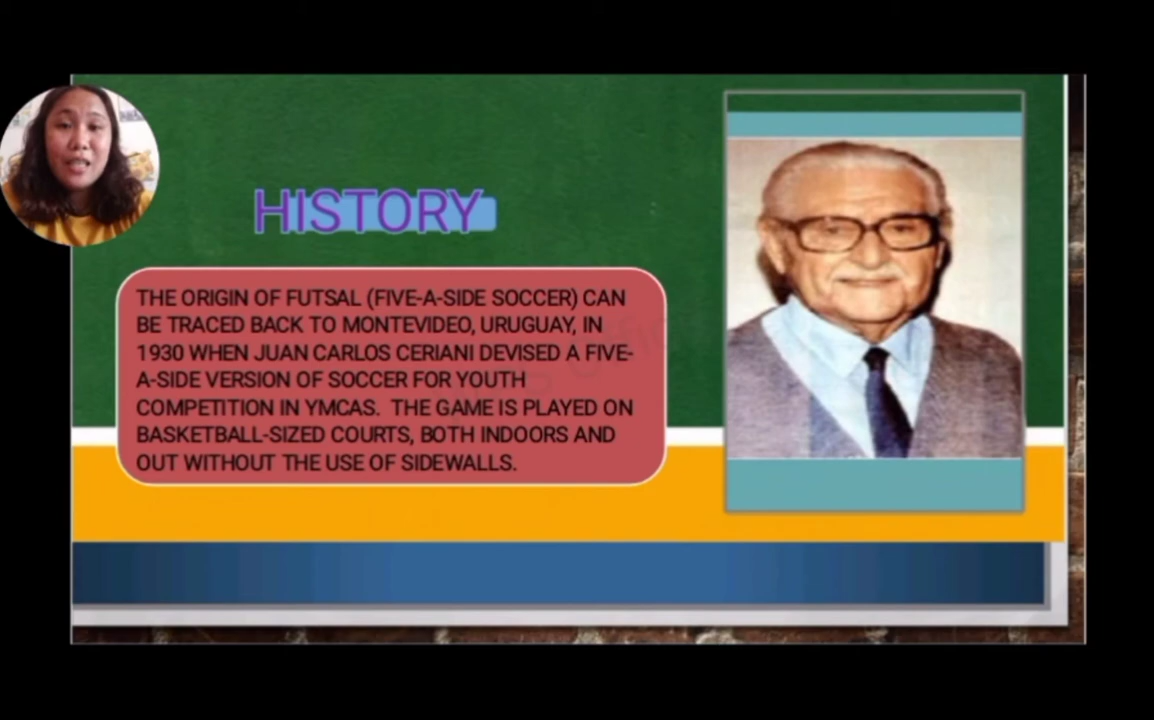 HISTORY
THE ORIGIN OF FUTSAL (FIVE-A-SIDE SOCCER) CAN
BE TRACED BACK TO MONTEVIDEO, URUGUAY, IN
1930 WHEN JUAN CARLOS CERIANI DEVISED A FIVE-
A-SIDE VERSION OF SOCCER FOR YOUTH
COMPETITION IN YMCAS. THE GAME IS PLAYED ON
BASKETBALL-SIZED COURTS, BOTH INDOORS AND
OUT WITHOUT THE USE OF SIDEWALLS.